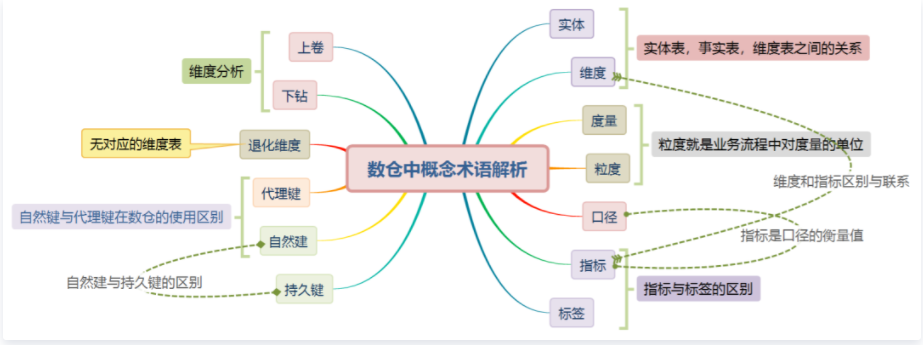 数仓中概念术语解析
实体
维度
实体表，事实表，维度表之间的关系
度量
粒度
粒度就是业务流程中对度量的单位
维度和指标区别与联系
口径
指标是口径的衡量值
指标
标签
指标与标签的区别
上卷
下钻
维度分析
退化维度
无对应的维度表
代理键
自然建
自然键与代理键在数仓的使用区别
持久键
自然建与持久键的区别